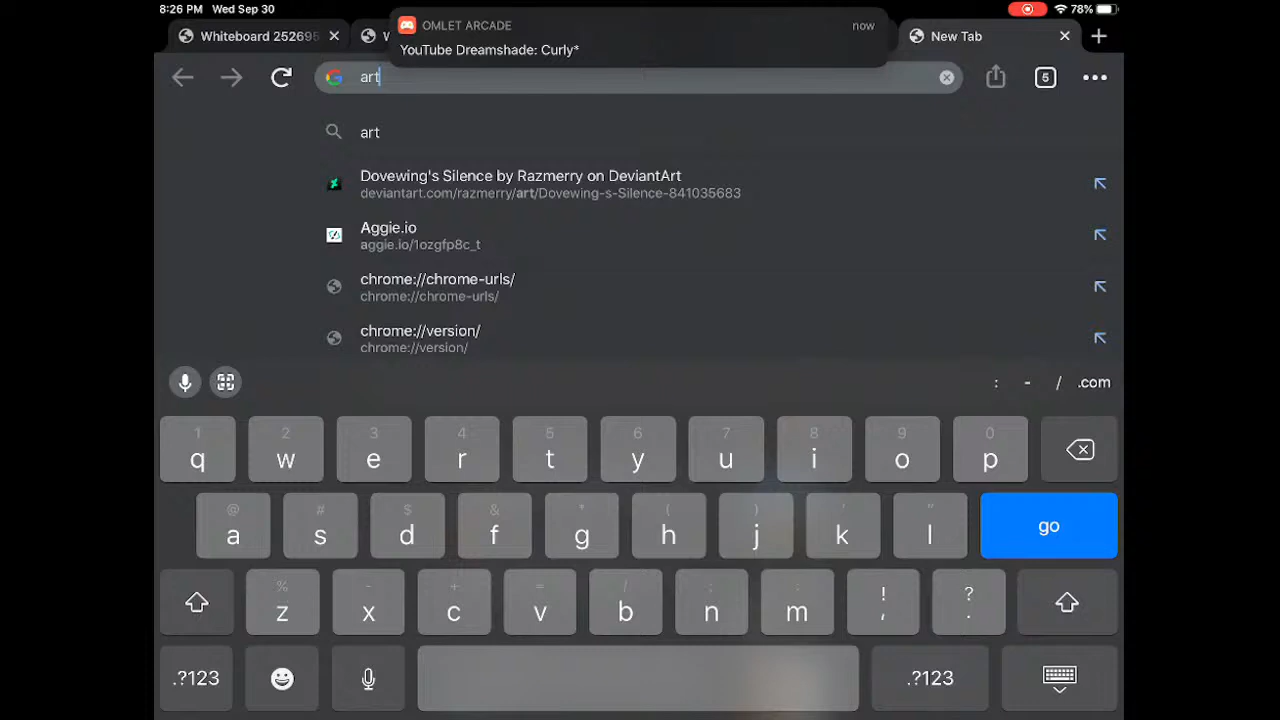 8:26 PM Wed Sep 30
78%
OMLET ARCADE
now
YouTube Dreamshade: Curly*
Whiteboard 252695
New Tab
art
5
art
Dovewing's Silence by Razmerry on DeviantArt
deviantart.com/razmerry/art/Dovewing-s-Silence-841035683
Aggie.io
aggie.io/1ozgfp8c_t
chrome://chrome-urls/
chrome://chrome-urls/
chrome://version/
chrome://version/
: - / .com
1 2 3 4 5 6 7 8 9 0
q w e r t y u i o p
@ # $ & * ( ) ' "
a s d f g h j k l go
% - + = / ; : ! ?
z x c v b n m , .
.?123 .?123